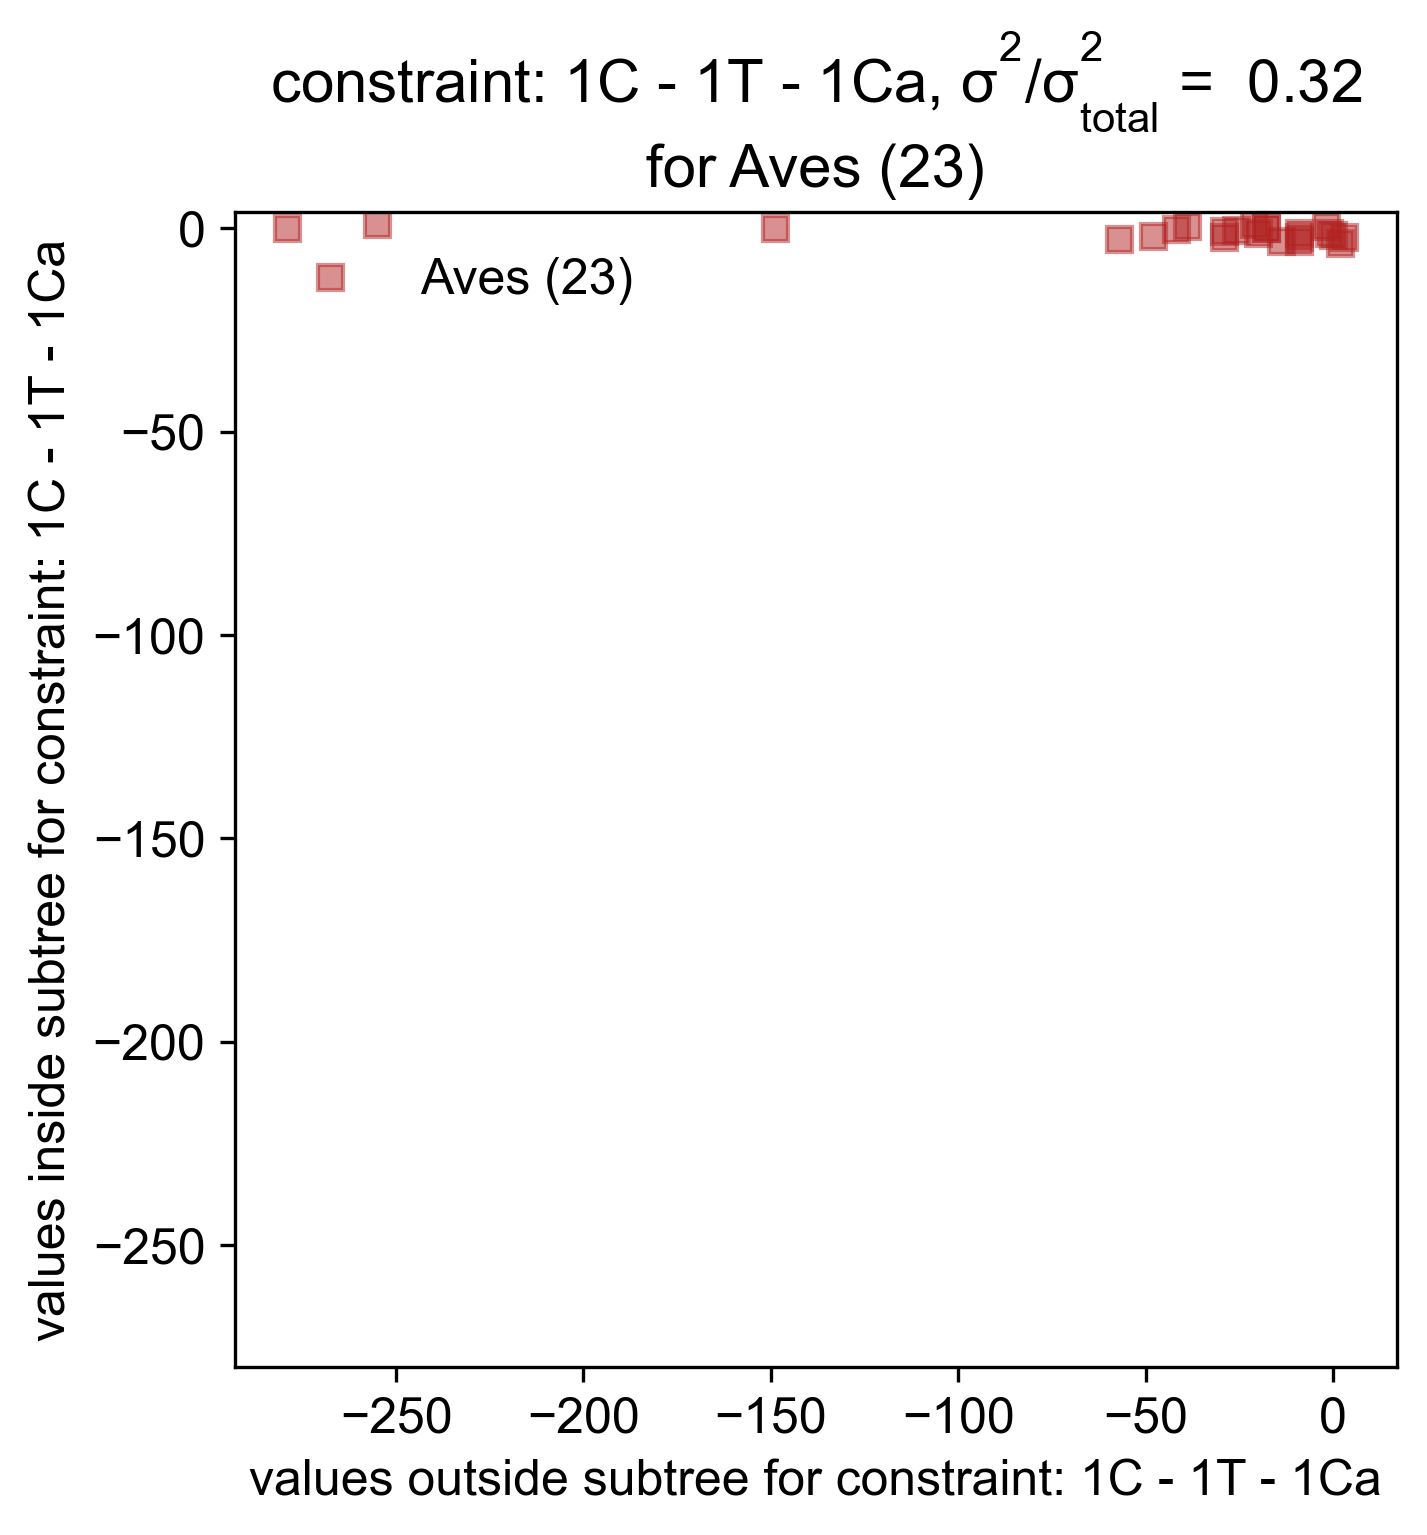 constraint: 1C - 1T - 1Ca, σ²/σ²total = 0.32
for Aves (23)
0
−50
−100
−150
−200
−250
values inside subtree for constraint: 1C - 1T - 1Ca
Aves (23)
−250 −200 −150 −100 −50 0
values outside subtree for constraint: 1C - 1T - 1Ca